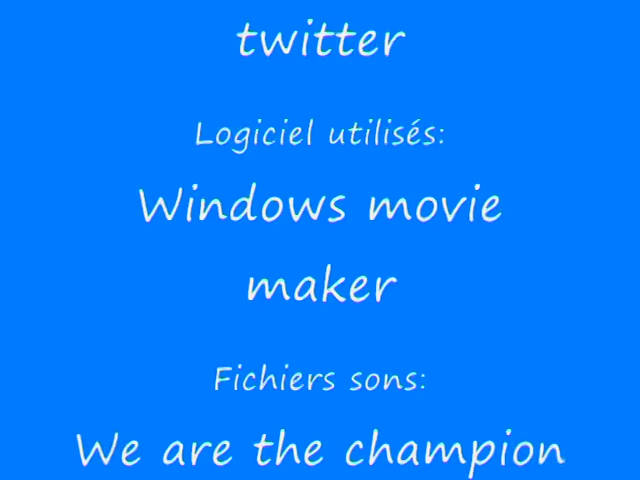 twitter
Logiciel utilisés:
Windows movie
maker
Fichiers sons:
We are the champion